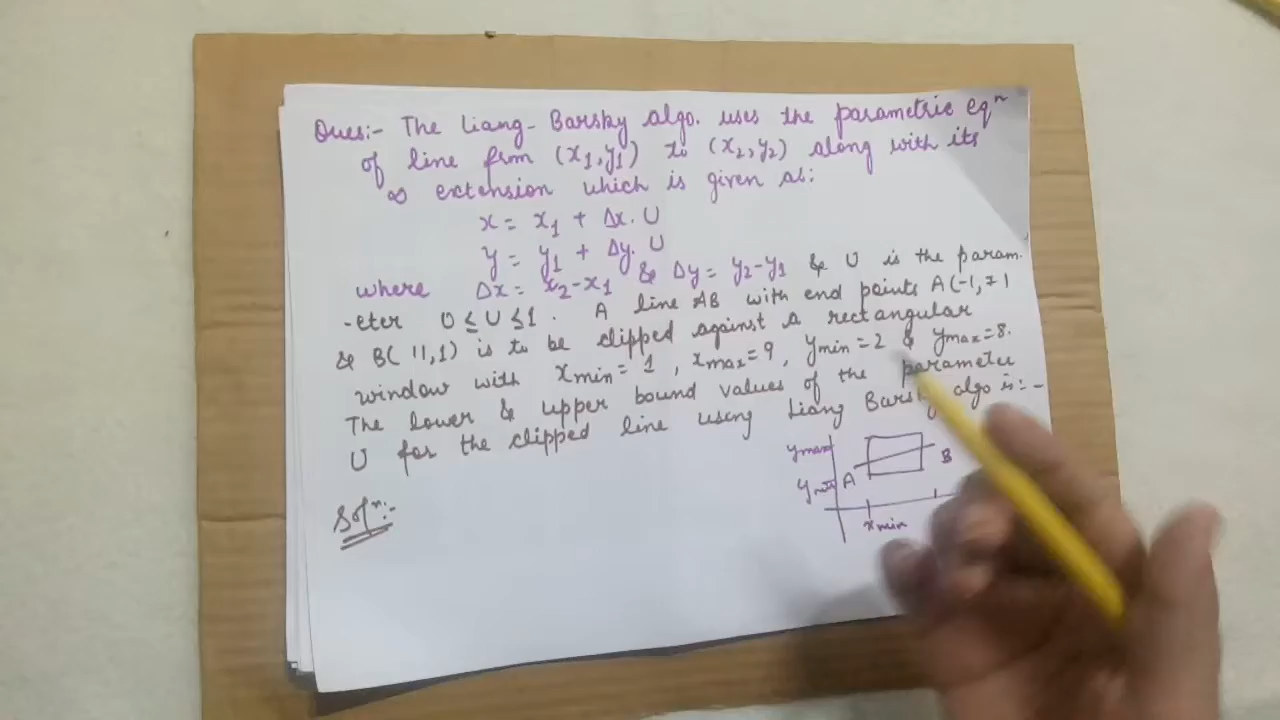 Ques:- The Liang-Barsky algo. uses the parametric eqⁿ
of line from (x₁,y₁) to (x₂,y₂) along with its
∞ extension which is given as:
x = x₁ + Δx. U
y = y₁ + Δy. U
where Δx = x₂-x₁ & Δy = y₂-y₁ & U is the param
-eter 0 ≤ U ≤ 1. A line AB with end points A(-1,7)
& B(11,1) is to be clipped against a rectangular
window with xmin = 1, xmax = 9, ymin = 2 & ymax = 8.
The lower & upper bound values of the parameter
U for the clipped line using Liang Barsky algo is:-
Solⁿ:-
ymax
A B
xmin